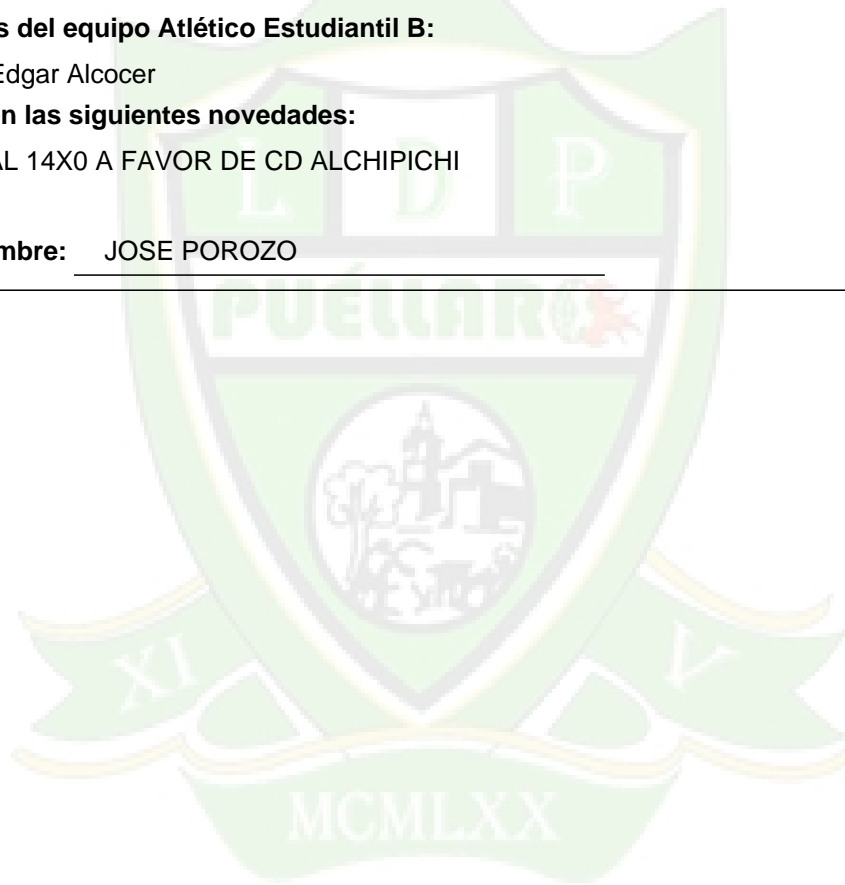 s del equipo Atlético Estudiantil B:
Edgar Alcocer
n las siguientes novedades:
AL 14X0 A FAVOR DE CD ALCHIPICHI
L D P
mbre: JOSE POROZO
PUÉLLARO
XI V
MCMLXX